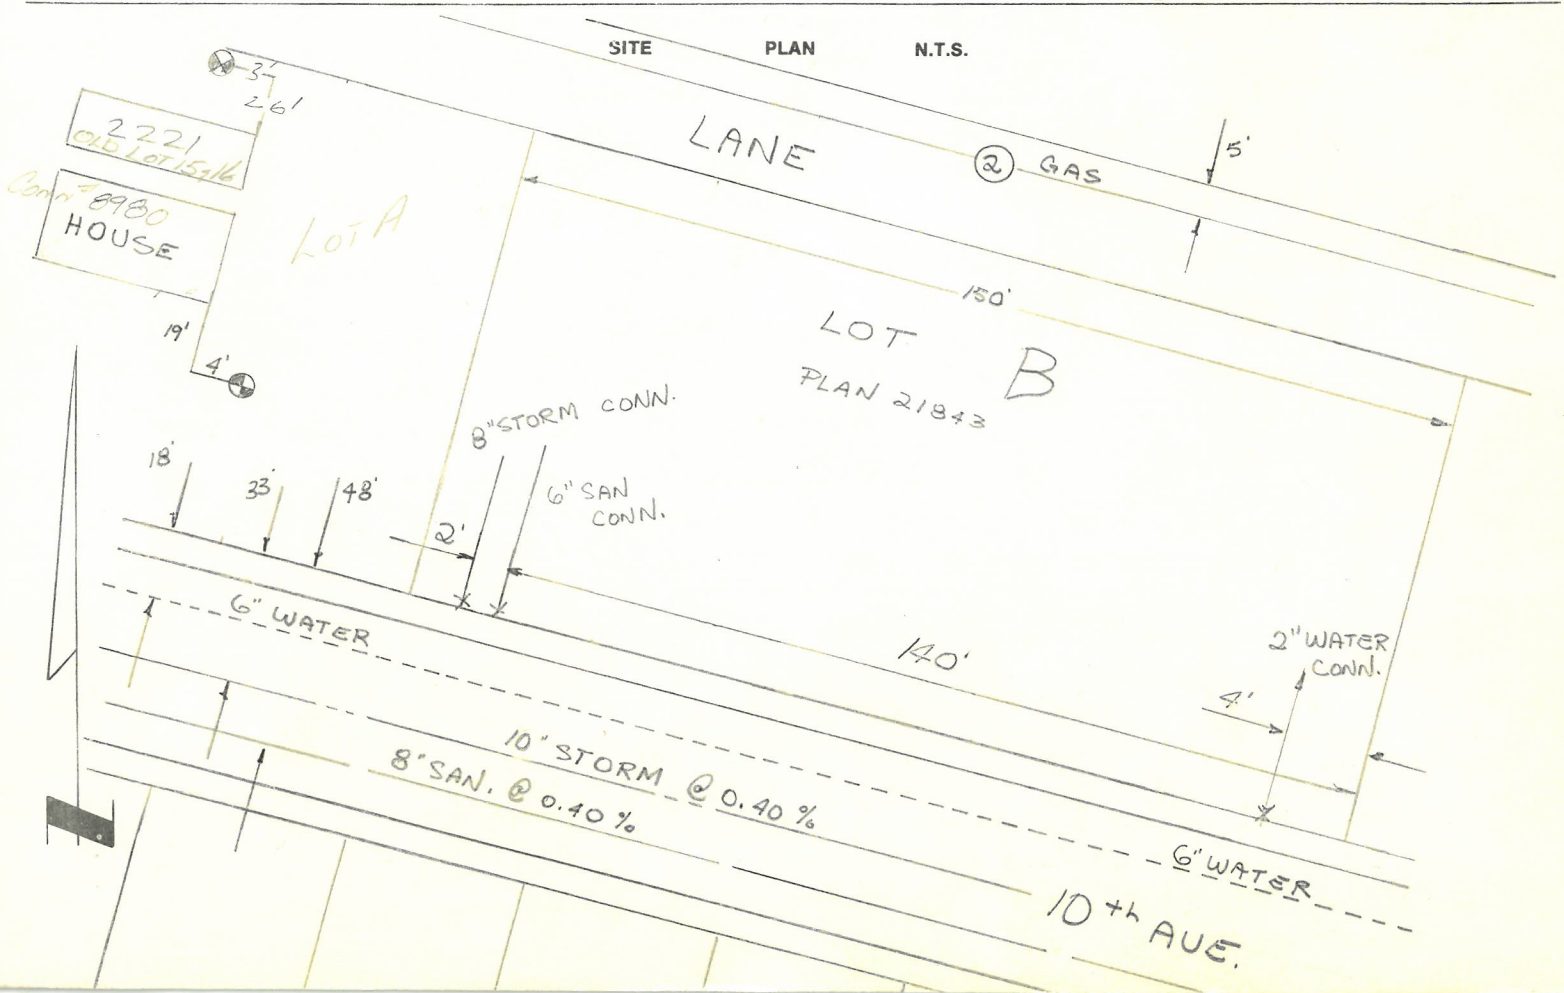 SITE PLAN N.T.S.
3'
26'
2221
OLD LOT 15 & 16
Conn # 8980
HOUSE
LOT A
19'
4'
LANE
2 GAS
5'
150'
LOT B
PLAN 21843
8" STORM CONN.
6" SAN
CONN.
18'
33'
48'
2'
140'
2" WATER
CONN.
4'
6" WATER
10" STORM @ 0.40 %
8" SAN. @ 0.40 %
6" WATER
10th AVE.